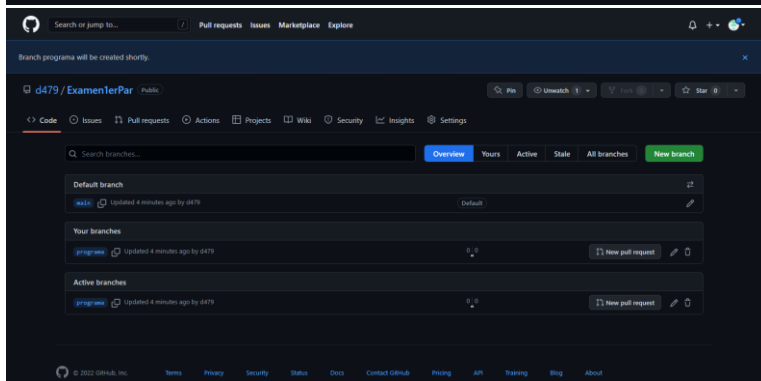 Search or jump to... / Pull requests Issues Marketplace Explore
Branch programa will be created shortly.
d479 / Examen1erPar Public
Pin Unwatch 1 Fork 0 Star 0
Code Issues Pull requests Actions Projects Wiki Security Insights Settings
Search branches... Overview Yours Active Stale All branches New branch
Default branch
main Updated 4 minutes ago by d479 Default
Your branches
programa Updated 4 minutes ago by d479 0 0 New pull request
Active branches
programa Updated 4 minutes ago by d479 0 0 New pull request
© 2022 GitHub, Inc. Terms Privacy Security Status Docs Contact GitHub Pricing API Training Blog About